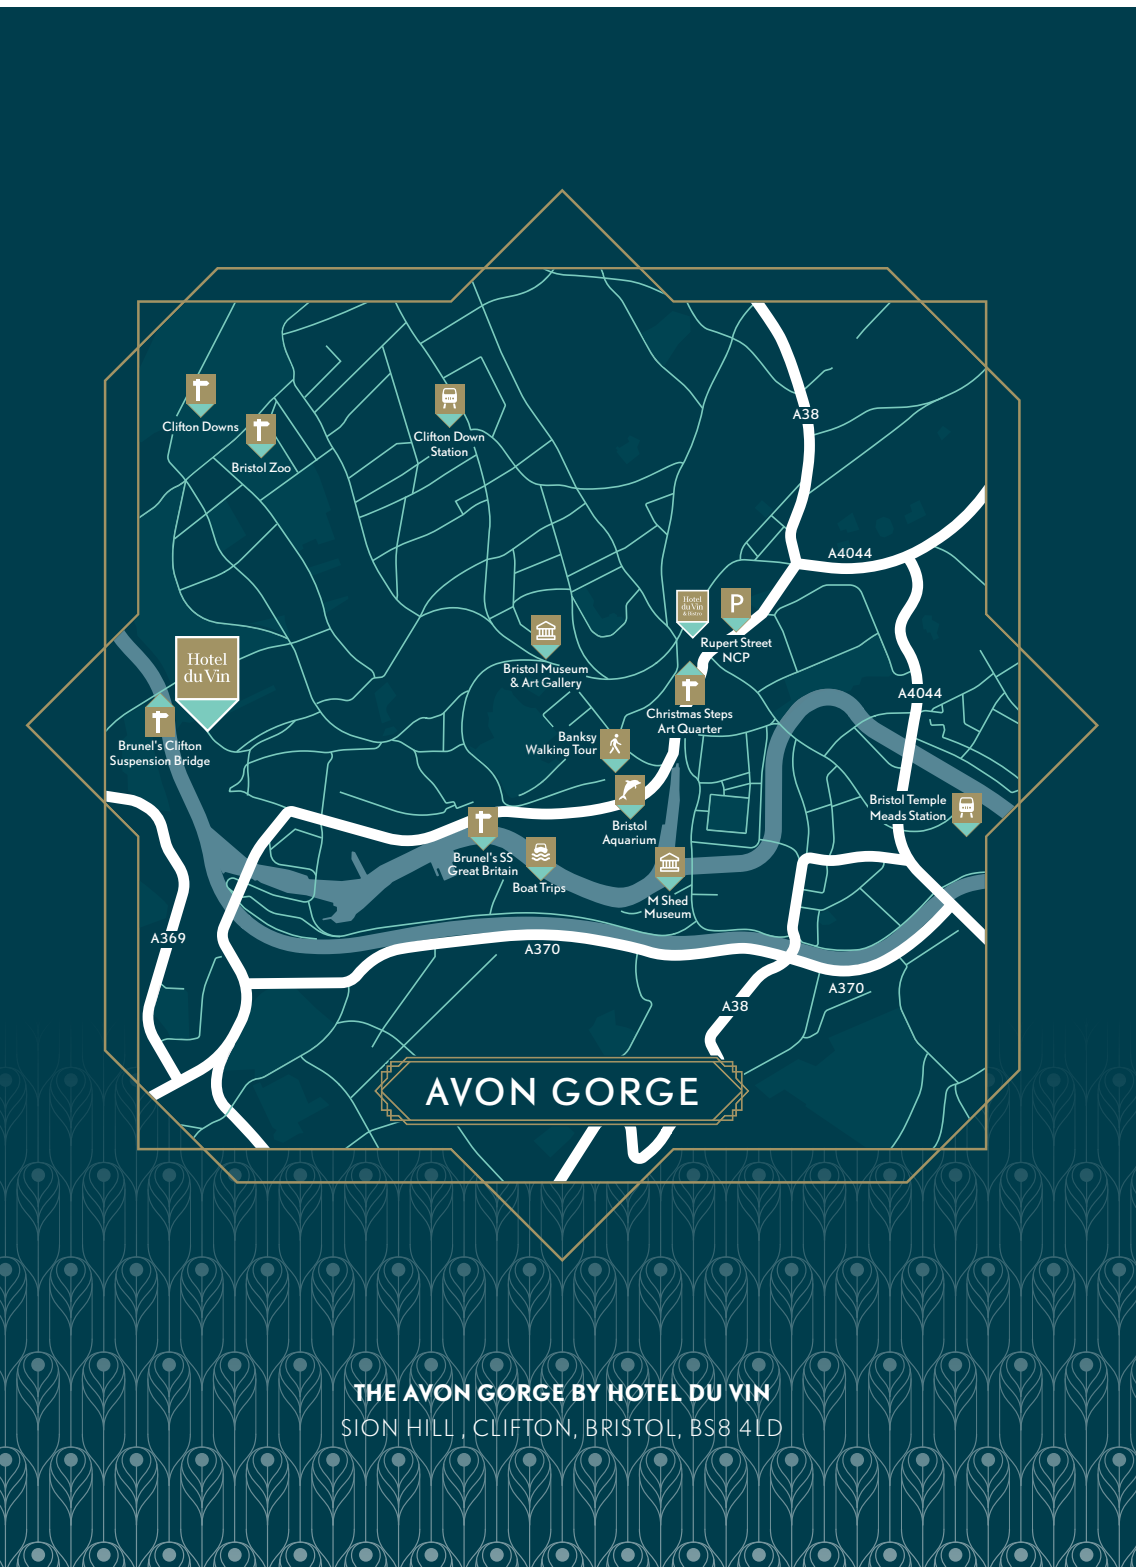 A38
Clifton Downs
Bristol Zoo
Clifton Down
Station
A4044
Hotel
du Vin
& Bistro
P
Rupert Street
NCP
Hotel
du Vin
Bristol Museum
& Art Gallery
A4044
Christmas Steps
Art Quarter
Banksy
Walking Tour
Brunel's Clifton
Suspension Bridge
Bristol Temple
Meads Station
Bristol
Aquarium
Brunel's SS
Great Britain
Boat Trips
M Shed
Museum
A369
A370
A370
A38
AVON GORGE
THE AVON GORGE BY HOTEL DU VIN
SION HILL , CLIFTON, BRISTOL, BS8 4LD